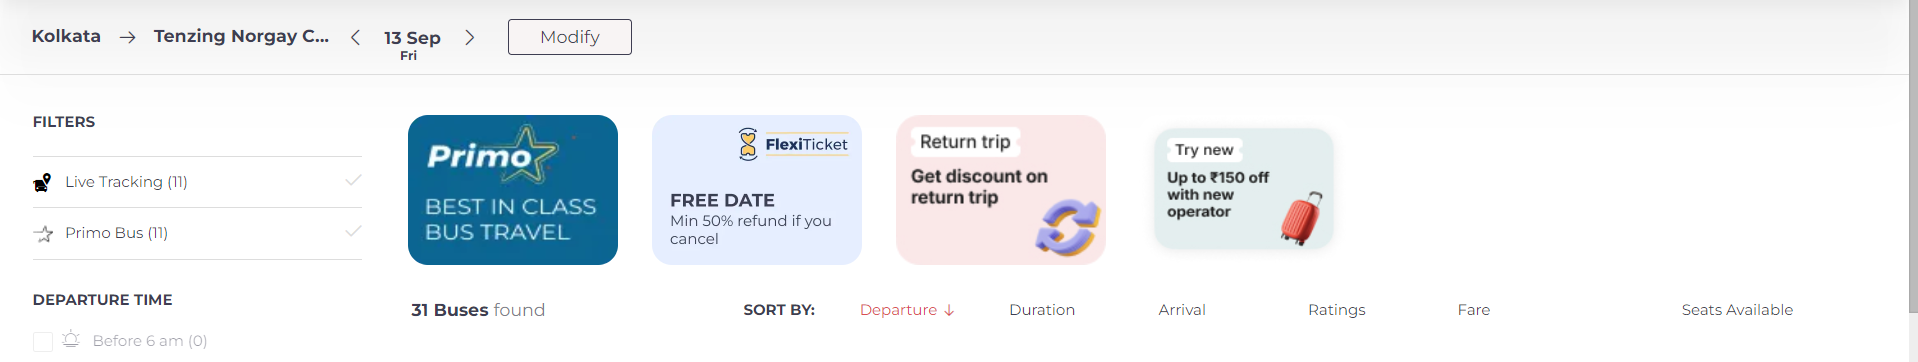 Kolkata → Tenzing Norgay C... < 13 Sep > Modify
Fri
FILTERS
Live Tracking (11)
Primo Bus (11)
DEPARTURE TIME
Before 6 am (0)
Primo
BEST IN CLASS
BUS TRAVEL
FlexiTicket
FREE DATE
Min 50% refund if you
cancel
Return trip
Get discount on
return trip
Try new
Up to ₹150 off
with new
operator
31 Buses found
SORT BY: Departure ↓ Duration Arrival Ratings Fare Seats Available